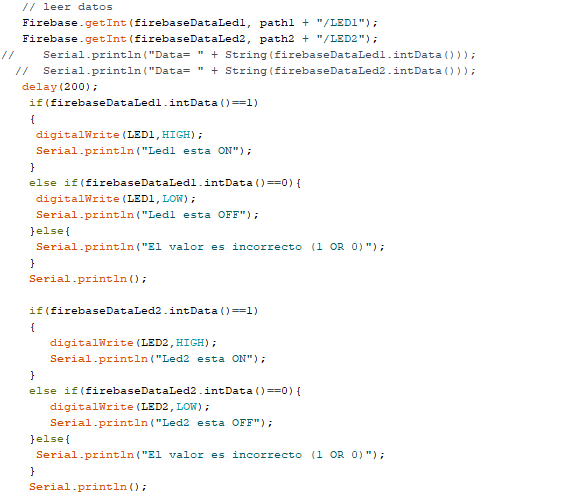 // leer datos
Firebase.getInt(firebaseDataLed1, path1 + "/LED1");
Firebase.getInt(firebaseDataLed2, path2 + "/LED2");
//    Serial.println("Data= " + String(firebaseDataLed1.intData()));
//  Serial.println("Data= " + String(firebaseDataLed2.intData()));
delay(200);
if(firebaseDataLed1.intData()==1)
{
digitalWrite(LED1,HIGH);
Serial.println("Led1 esta ON");
}
else if(firebaseDataLed1.intData()==0){
digitalWrite(LED1,LOW);
Serial.println("Led1 esta OFF");
}else{
Serial.println("El valor es incorrecto (1 OR 0)");
}
Serial.println();
if(firebaseDataLed2.intData()==1)
{
digitalWrite(LED2,HIGH);
Serial.println("Led2 esta ON");
}
else if(firebaseDataLed2.intData()==0){
digitalWrite(LED2,LOW);
Serial.println("Led2 esta OFF");
}else{
Serial.println("El valor es incorrecto (1 OR 0)");
}
Serial.println();